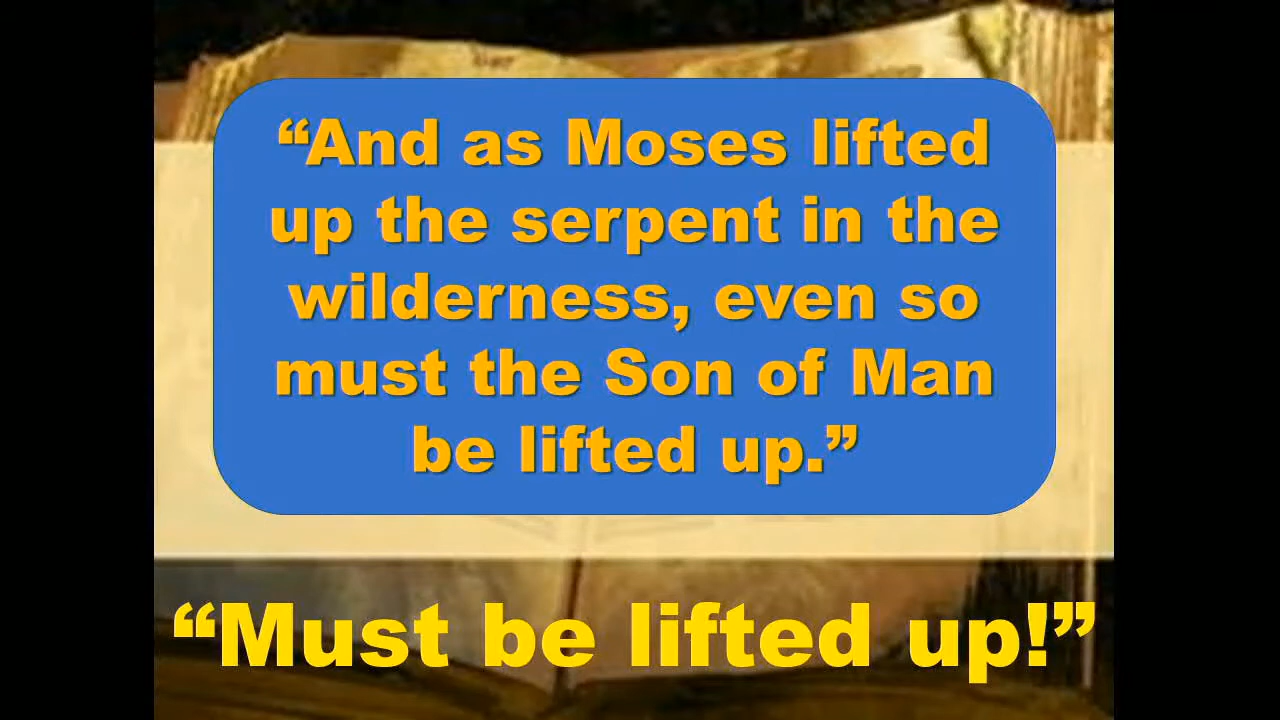 “And as Moses lifted
up the serpent in the
wilderness, even so
must the Son of Man
be lifted up.”
“Must be lifted up!”